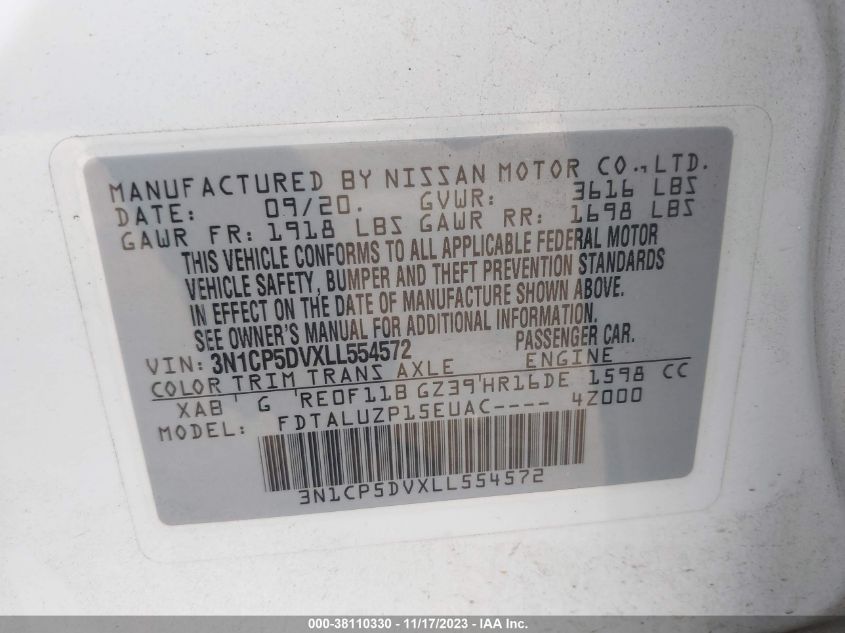 MANUFACTURED BY NISSAN MOTOR CO.,LTD.
DATE: 09/20. GVWR: 3616 LBS
GAWR FR: 1918 LBS GAWR RR: 1698 LBS
THIS VEHICLE CONFORMS TO ALL APPLICABLE FEDERAL MOTOR
VEHICLE SAFETY, BUMPER AND THEFT PREVENTION STANDARDS
IN EFFECT ON THE DATE OF MANUFACTURE SHOWN ABOVE.
SEE OWNER'S MANUAL FOR ADDITIONAL INFORMATION.
VIN: 3N1CP5DVXLL554572 PASSENGER CAR.
COLOR TRIM TRANS AXLE ENGINE
XAB G RE0F11B GZ39 HR16DE 1598 CC
MODEL: FDTALUZP15EUAC---- 4Z000
3N1CP5DVXLL554572
000-38110330 - 11/17/2023 - IAA Inc.